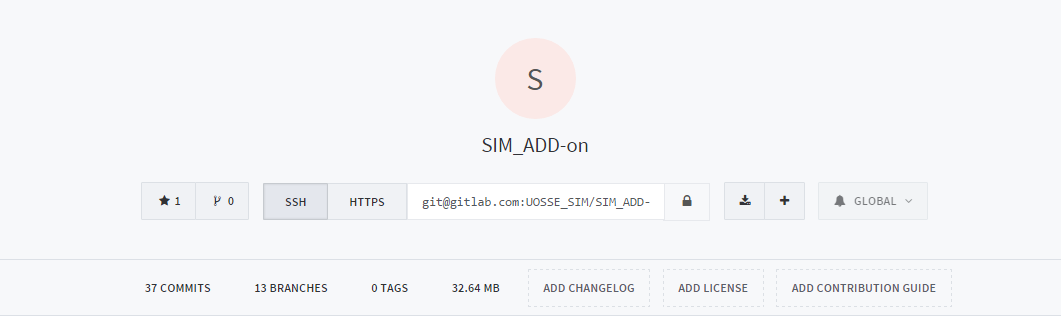 S
SIM_ADD-on
1 0 SSH HTTPS git@gitlab.com:UOSSE_SIM/SIM_ADD- GLOBAL
37 COMMITS 13 BRANCHES 0 TAGS 32.64 MB ADD CHANGELOG ADD LICENSE ADD CONTRIBUTION GUIDE